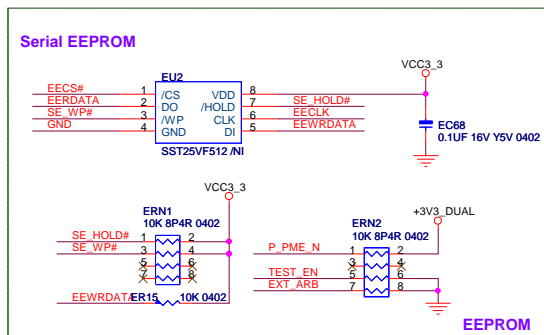 Serial EEPROM
EU2
VCC3_3
EECS# 1 /CS VDD 8
EERDATA 2 DO /HOLD 7 SE_HOLD#
SE_WP# 3 /WP CLK 6 EECLK
GND 4 GND DI 5 EEWRDATA
SST25VF512 /NI
EC68
0.1UF 16V Y5V 0402
VCC3_3
ERN1
10K 8P4R 0402
SE_HOLD# 1 2
SE_WP# 3 4
5 6
7 8
EEWRDATA ER15 10K 0402
+3V3_DUAL
ERN2
10K 8P4R 0402
P_PME_N 1 2
3 4
TEST_EN 5 6
EXT_ARB 7 8
EEPROM